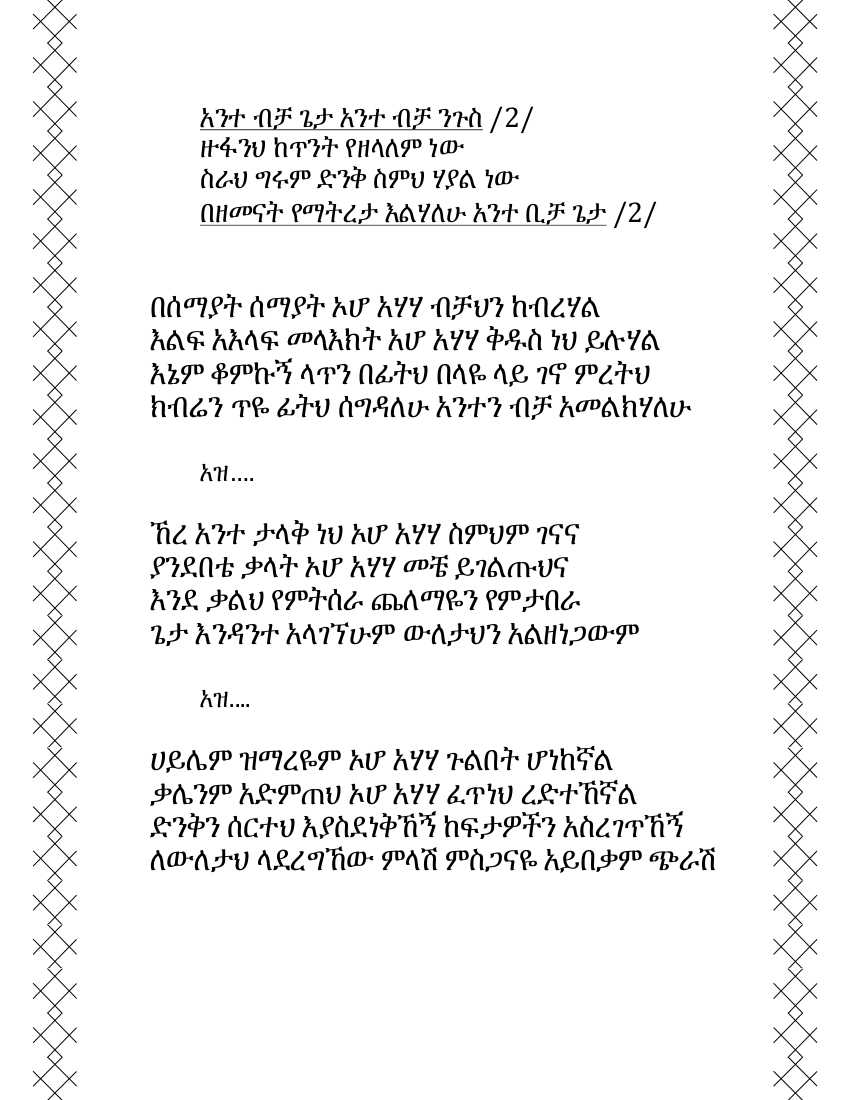 አንተ ብቻ ጌታ አንተ ብቻ ንጉስ /2/
ዙፋንህ ከጥንት የዘላለም ነው
ስራህ ግሩም ድንቅ ስምህ ሃያል ነው
በዘመናት የማትረታ እልሃለሁ አንተ ቢቻ ጌታ /2/
በሰማያት ሰማያት ኦሆ አሃሃ ብቻህን ከብረሃል
እልፍ አእላፍ መላእክት አሆ አሃሃ ቅዱስ ነህ ይሉሃል
እኔም ቆምኩኝ ላጥን በፊትህ በላዬ ላይ ገኖ ምረትህ
ክብሬን ጥዬ ፊትህ ሰግዳለሁ አንተን ብቻ አመልክሃለሁ
አዝ....
ኸረ አንተ ታላቅ ነህ ኦሆ አሃሃ ስምህም ገናና
ያንደበቴ ቃላት ኦሆ አሃሃ መቼ ይገልጡህና
እንደ ቃልህ የምትሰራ ጨለማዬን የምታበራ
ጌታ እንዳንተ አላገኘሁም ውለታህን አልዘነጋውም
አዝ....
ሀይሌም ዝማረዬም ኦሆ አሃሃ ጉልበት ሆነከኛል
ቃሌንም አድምጠህ ኦሆ አሃሃ ፈጥነህ ረድተኸኛል
ድንቅን ሰርተህ እያስደነቅኸኝ ከፍታዎችን አስረገጥኸኝ
ለውለታህ ላደረግኸው ምላሽ ምስጋናዬ አይበቃም ጭራሽ